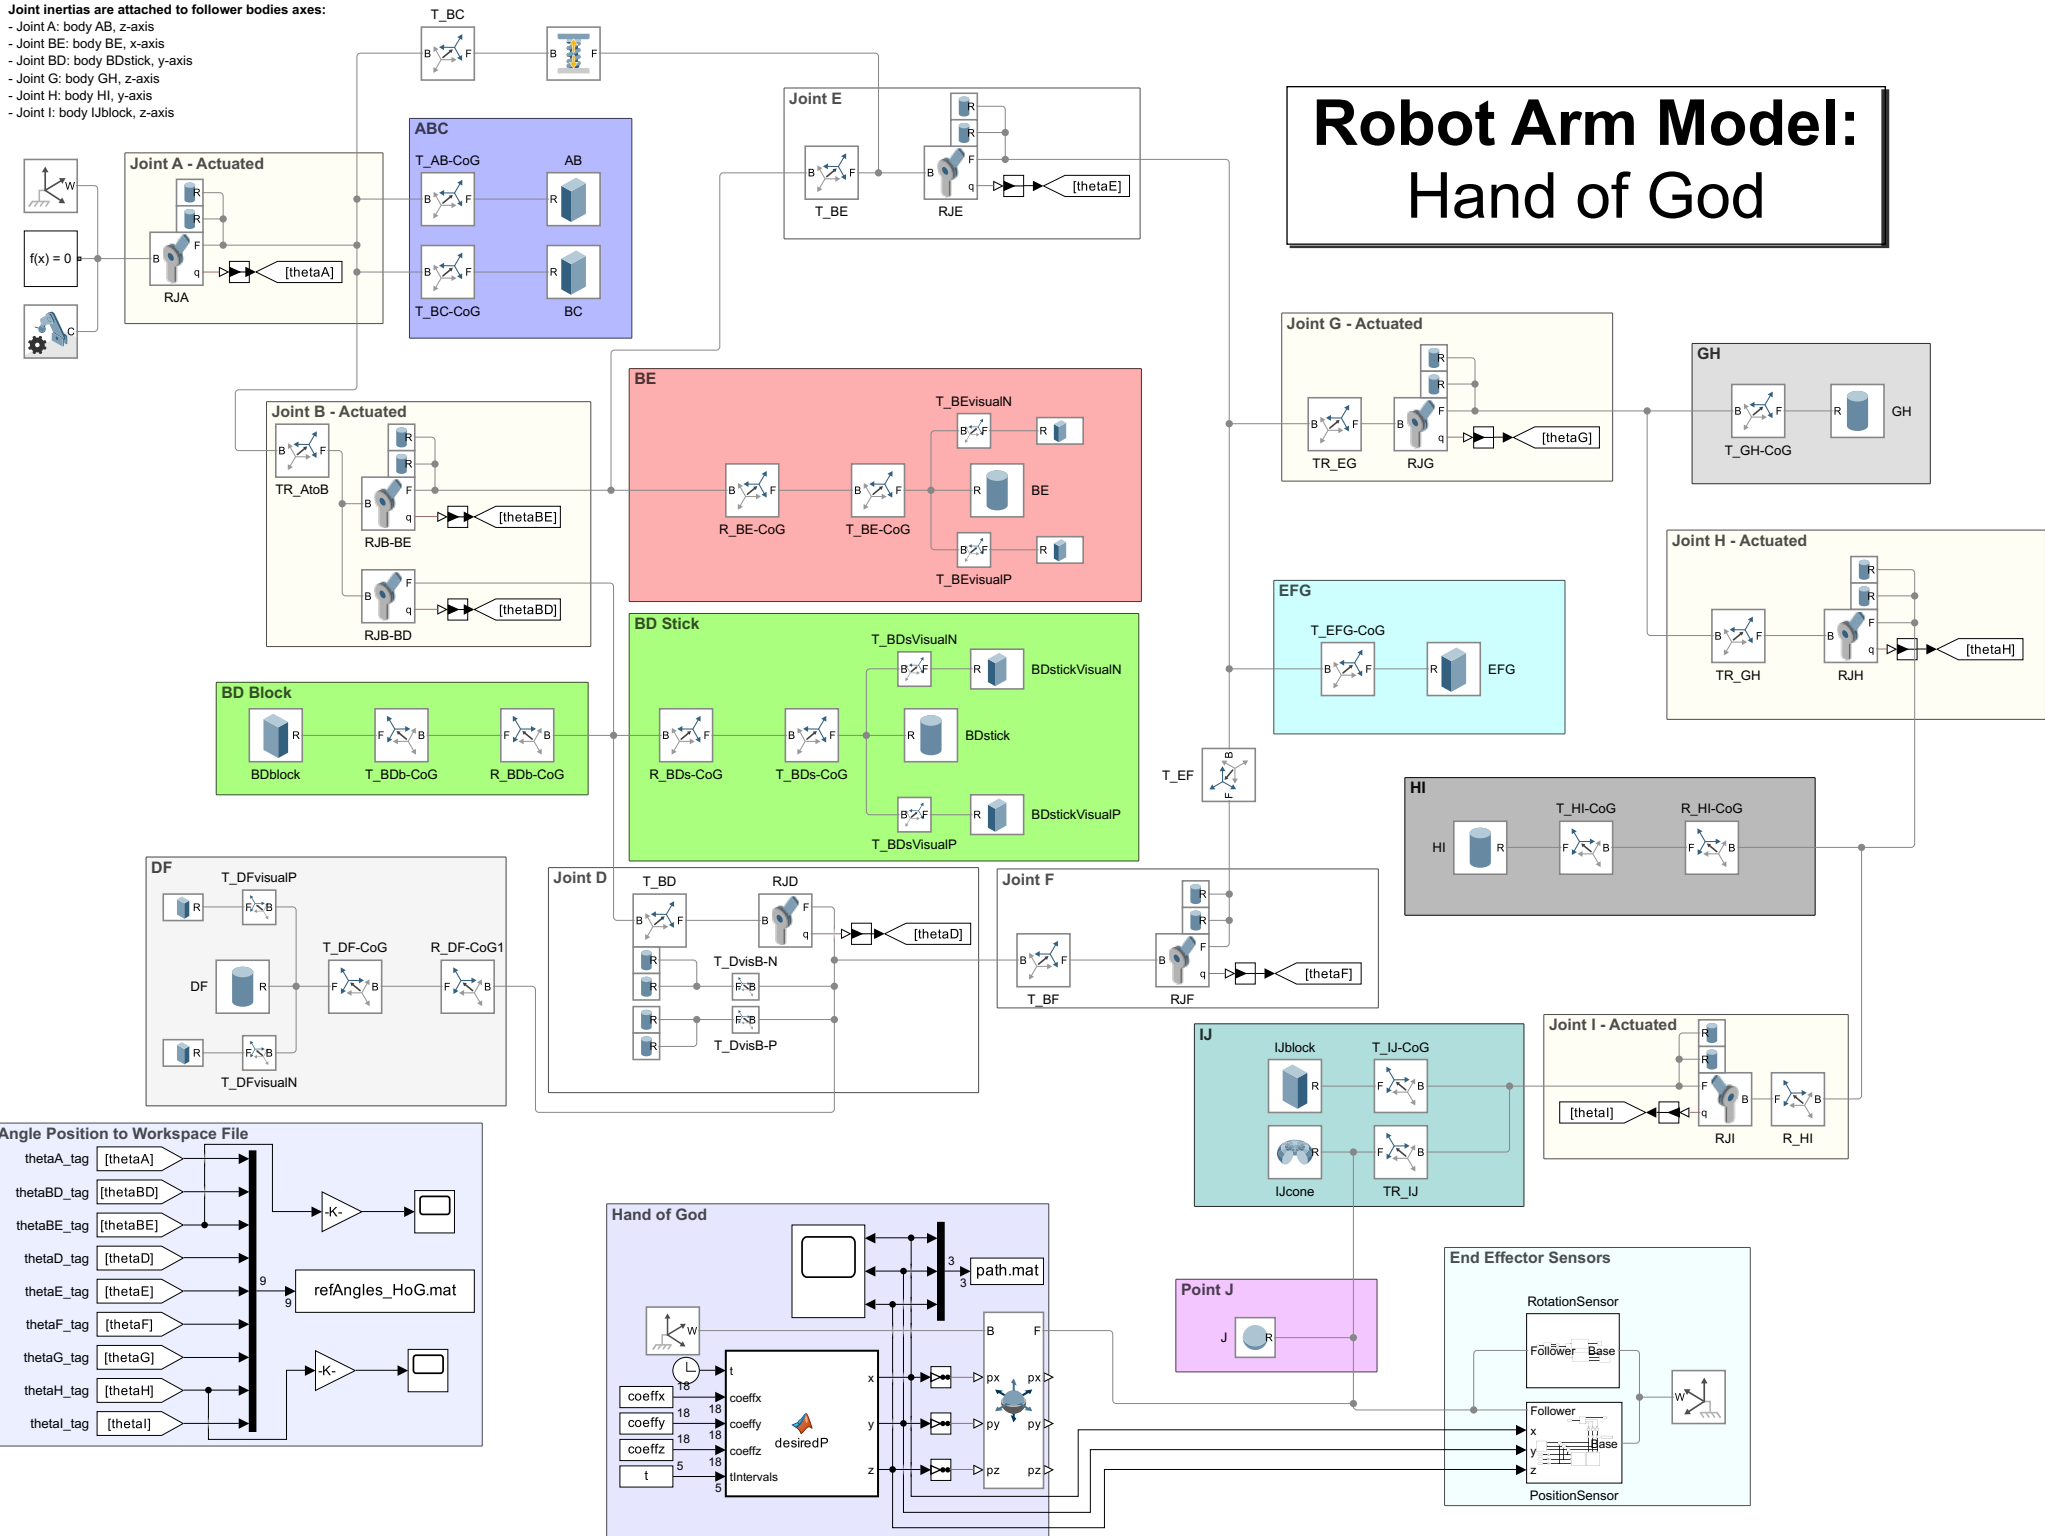 Joint inertias are attached to follower bodies axes:
- Joint A: body AB, z-axis
- Joint BE: body BE, x-axis
- Joint BD: body BDstick, y-axis
- Joint G: body GH, z-axis
- Joint H: body HI, y-axis
- Joint I: body IJblock, z-axis
Robot Arm Model:
Hand of God
T_BC
B F
B F
Joint A - Actuated
W
f(x) = 0
C
R
R
B F
q
[thetaA]
RJA
ABC
T_AB-CoG
AB
B F
R
B F
R
T_BC-CoG
BC
Joint E
B F
T_BE
R
R
B F
q
[thetaE]
RJE
Joint B - Actuated
B F
TR_AtoB
R
R
B F
q
[thetaBE]
RJB-BE
B F
q
[thetaBD]
RJB-BD
BE
T_BEvisualN
B F
R
B F
R_BE-CoG
B F
T_BE-CoG
R
BE
B F
R
T_BEvisualP
Joint G - Actuated
B F
TR_EG
R
R
B F
q
[thetaG]
RJG
GH
B F
R
GH
T_GH-CoG
Joint H - Actuated
R
R
B F
TR_GH
B F
q
[thetaH]
RJH
EFG
T_EFG-CoG
B F
R
EFG
BD Block
R
F B
F B
BDblock
T_BDb-CoG
R_BDb-CoG
BD Stick
T_BDsVisualN
B F
R
BDstickVisualN
B F
R_BDs-CoG
B F
T_BDs-CoG
R
BDstick
B F
R
BDstickVisualP
T_BDsVisualP
T_EF
B
F
HI
T_HI-CoG
R_HI-CoG
HI
R
F B
F B
DF
T_DFvisualP
R
F B
T_DF-CoG
R_DF-CoG1
DF
R
F B
F B
R
F B
T_DFvisualN
Joint D
T_BD
RJD
B F
B F
q
[thetaD]
R
R
T_DvisB-N
F B
R
R
F B
T_DvisB-P
Joint F
R
R
B F
T_BF
B F
q
[thetaF]
RJF
IJ
IJblock
T_IJ-CoG
R
F B
R
F B
IJcone
TR_IJ
Joint I - Actuated
R
R
F B
q
[thetaI]
RJI
F B
R_HI
Angle Position to Workspace File
thetaA_tag [thetaA]
thetaBD_tag [thetaBD]
thetaBE_tag [thetaBE]
thetaD_tag [thetaD]
thetaE_tag [thetaE]
thetaF_tag [thetaF]
thetaG_tag [thetaG]
thetaH_tag [thetaH]
thetaI_tag [thetaI]
-K-
9
9
refAngles_HoG.mat
-K-
Hand of God
3
3
path.mat
W
B F
t
coeffx
18
coeffx
18
coeffy
18
coeffy
18
coeffz
18
coeffz
18
t
5
tIntervals
5
desiredP
x
y
z
px px
py py
pz pz
Point J
J
R
End Effector Sensors
RotationSensor
Follower Base
W
Follower
x
y
z
Base
PositionSensor